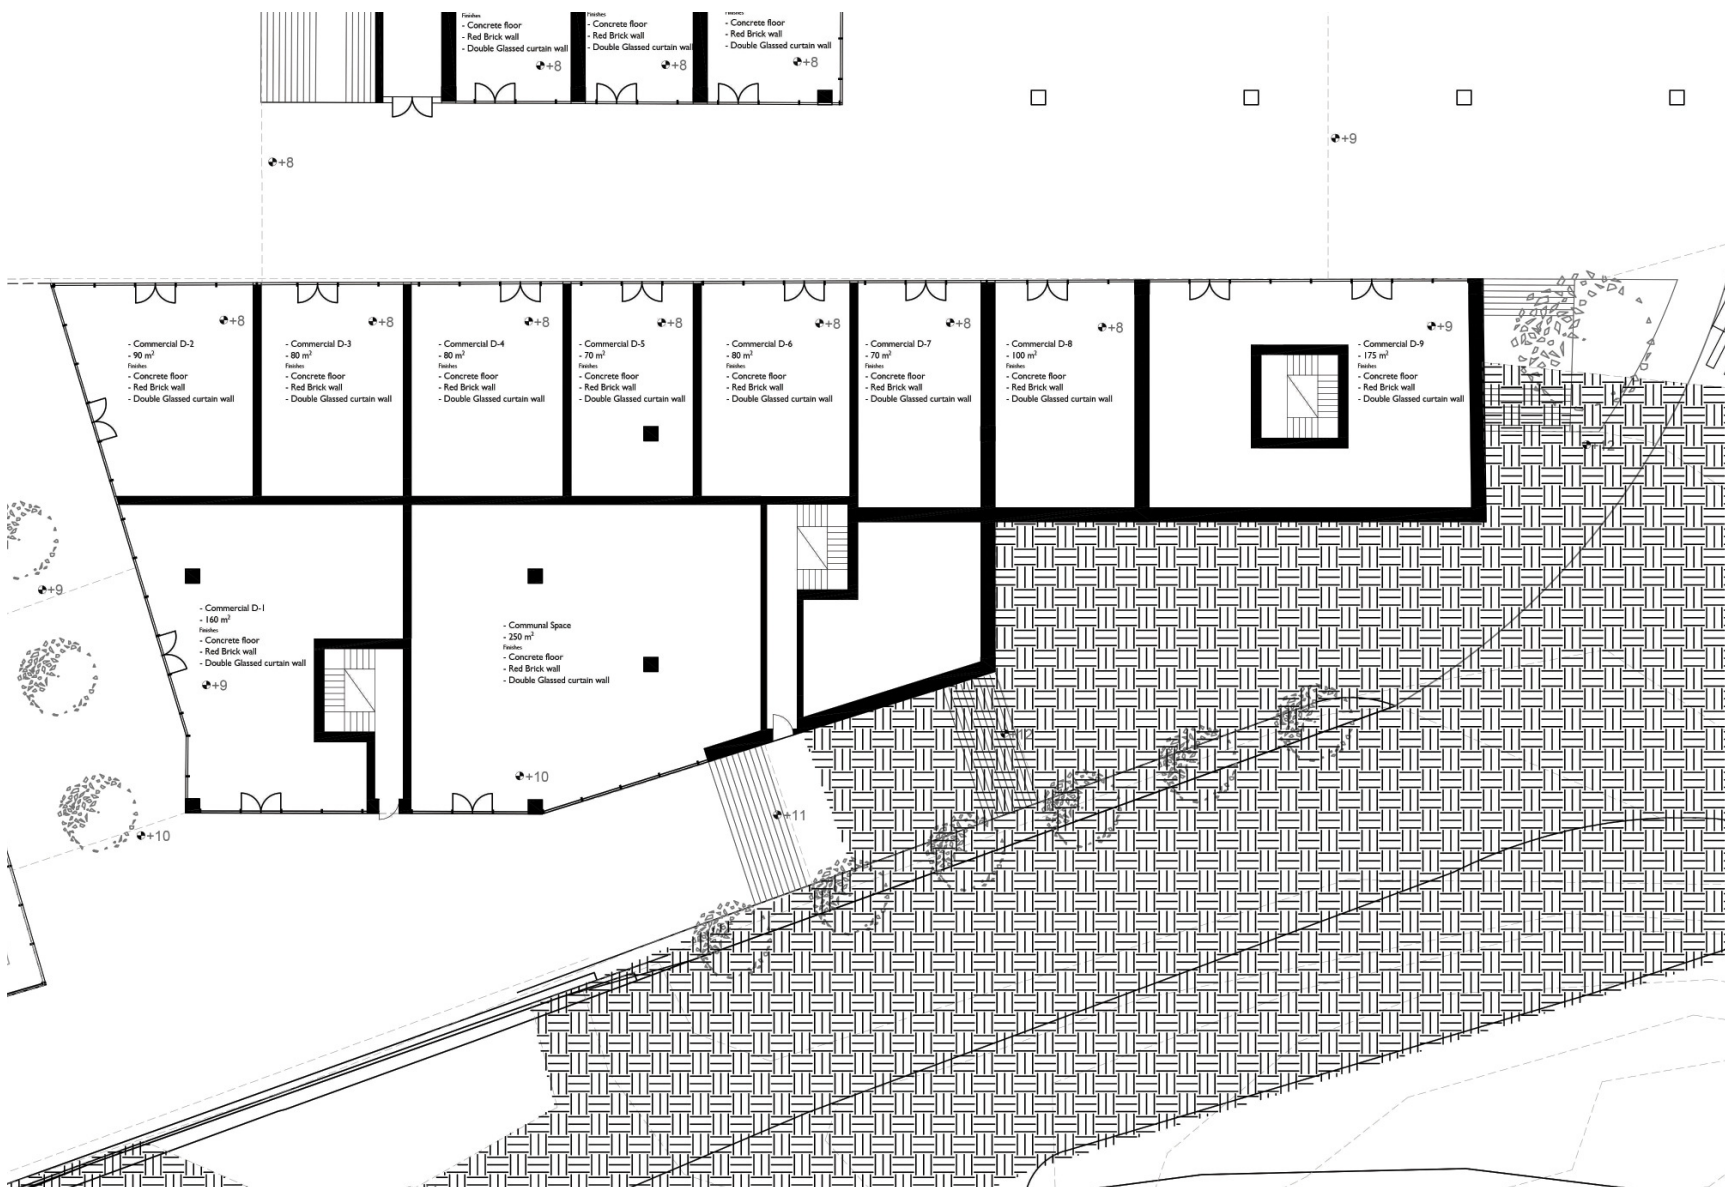 Finishes
- Concrete floor
- Red Brick wall
- Double Glassed curtain wall
+8
Finishes
- Concrete floor
- Red Brick wall
- Double Glassed curtain wall
+8
Finishes
- Concrete floor
- Red Brick wall
- Double Glassed curtain wall
+8
+8
+9
+8
- Commercial D-2
- 90 m²
Finishes
- Concrete floor
- Red Brick wall
- Double Glassed curtain wall
+8
- Commercial D-3
- 80 m²
Finishes
- Concrete floor
- Red Brick wall
- Double Glassed curtain wall
+8
- Commercial D-4
- 80 m²
Finishes
- Concrete floor
- Red Brick wall
- Double Glassed curtain wall
+8
- Commercial D-5
- 70 m²
Finishes
- Concrete floor
- Red Brick wall
- Double Glassed curtain wall
+8
- Commercial D-6
- 80 m²
Finishes
- Concrete floor
- Red Brick wall
- Double Glassed curtain wall
+8
- Commercial D-7
- 70 m²
Finishes
- Concrete floor
- Red Brick wall
- Double Glassed curtain wall
+8
- Commercial D-8
- 100 m²
Finishes
- Concrete floor
- Red Brick wall
- Double Glassed curtain wall
+9
- Commercial D-9
- 175 m²
Finishes
- Concrete floor
- Red Brick wall
- Double Glassed curtain wall
+12
+9
- Commercial D-1
- 160 m²
Finishes
- Concrete floor
- Red Brick wall
- Double Glassed curtain wall
+9
- Communal Space
- 250 m²
Finishes
- Concrete floor
- Red Brick wall
- Double Glassed curtain wall
+12
+10
+11
+10